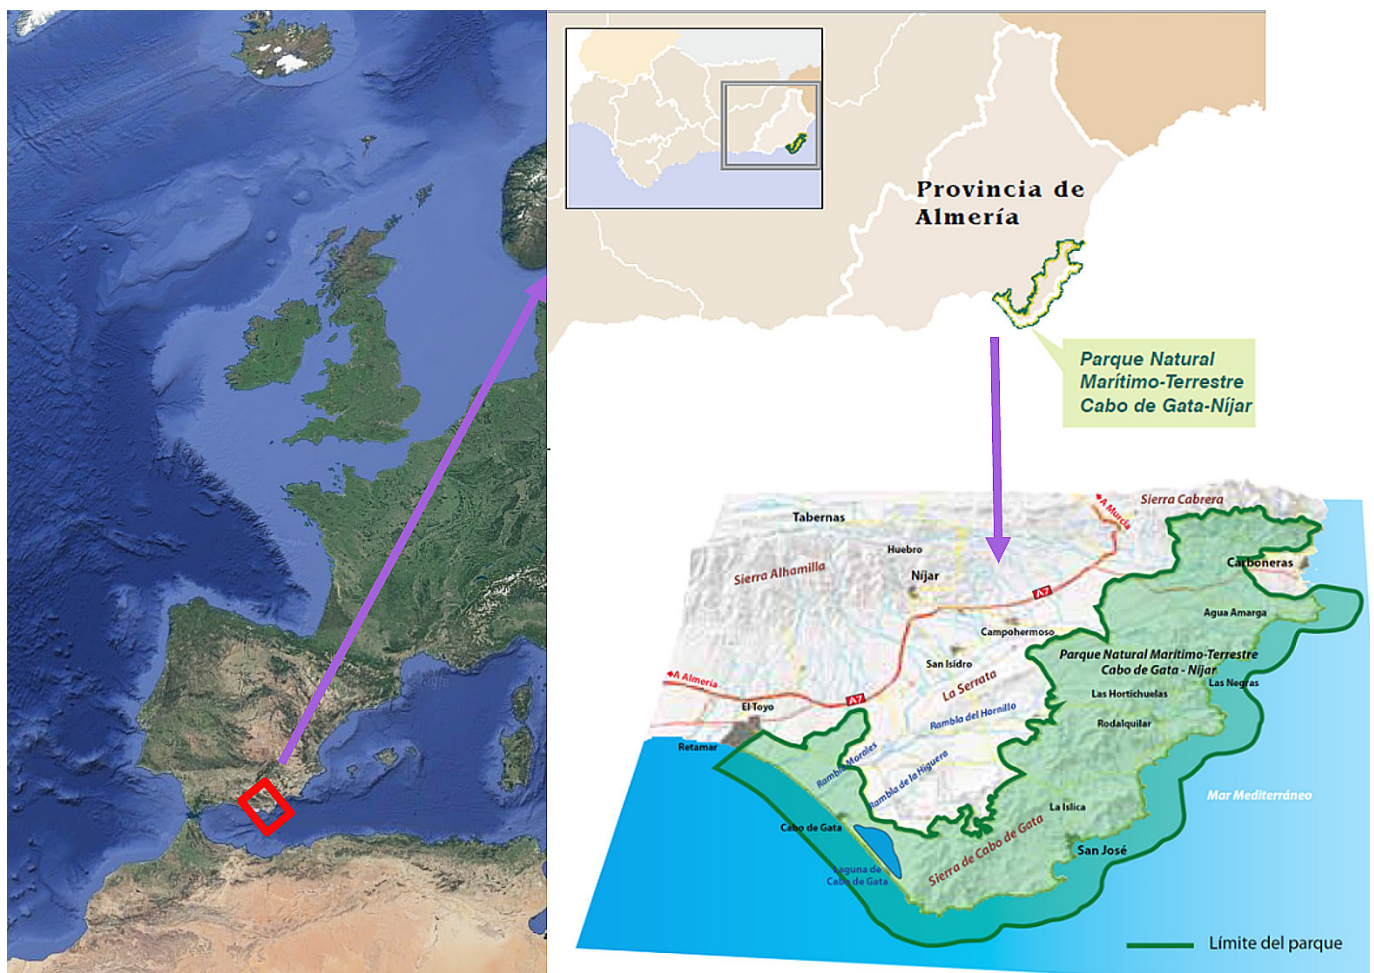 Provincia de
Almería
Parque Natural
Marítimo-Terrestre
Cabo de Gata-Níjar
Sierra Cabrera
A Murcia
Tabernas
Huebro
Sierra Alhamilla
Níjar
A7
Carboneras
Agua Amarga
Campohermoso
Parque Natural Marítimo-Terrestre
Cabo de Gata - Níjar
San Isidro
La Serrata
Las Negras
Las Hortichuelas
A Almería
A7
El Toyo
Rambla del Hornillo
Rodalquilar
Retamar
Rambla Morales
Rambla de la Higuera
Mar Mediterráneo
La Islica
Cabo de Gata
San José
Sierra de Cabo de Gata
Laguna de
Cabo de Gata
Límite del parque